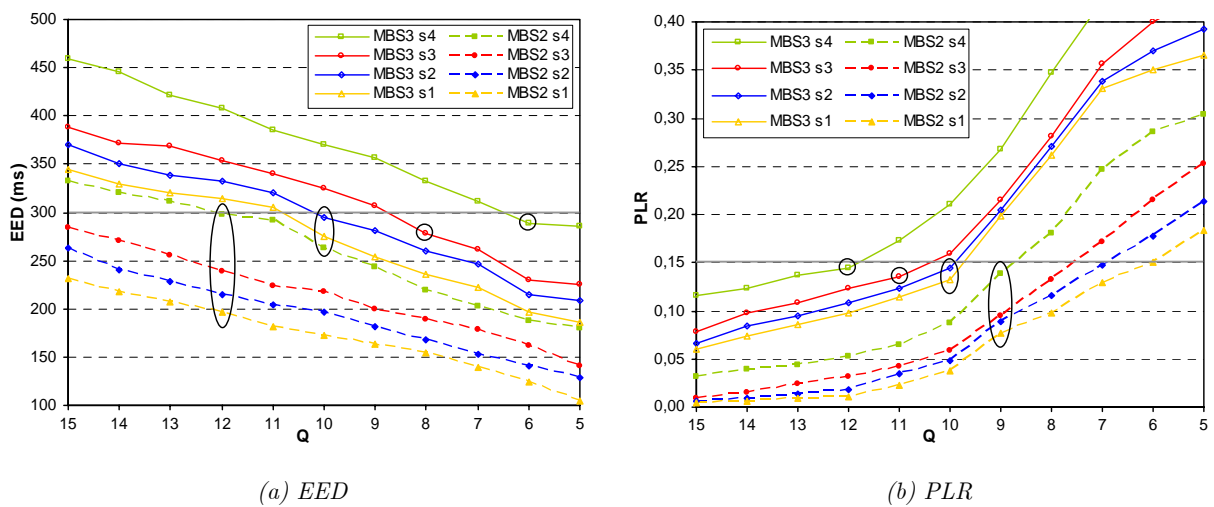 500
450
400
350
300
250
200
150
100
EED (ms)
MBS3 s4
MBS2 s4
MBS3 s3
MBS2 s3
MBS3 s2
MBS2 s2
MBS3 s1
MBS2 s1
15 14 13 12 11 10 9 8 7 6 5
Q
(a) EED
0,40
0,35
0,30
0,25
0,20
0,15
0,10
0,05
0,00
PLR
MBS3 s4
MBS2 s4
MBS3 s3
MBS2 s3
MBS3 s2
MBS2 s2
MBS3 s1
MBS2 s1
15 14 13 12 11 10 9 8 7 6 5
Q
(b) PLR